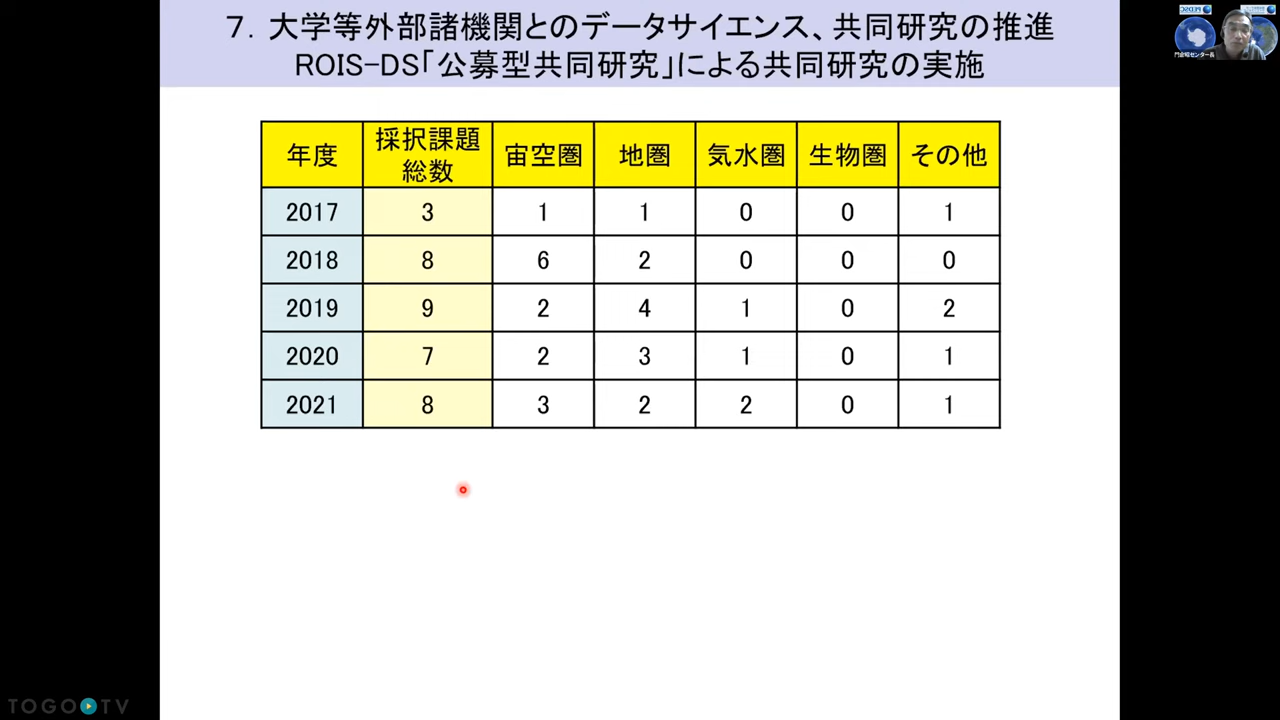 ７．大学等外部諸機関とのデータサイエンス、共同研究の推進
ROIS-DS「公募型共同研究」による共同研究の実施
年度 採択課題総数 宙空圏 地圏 気水圏 生物圏 その他
2017 3 1 1 0 0 1
2018 8 6 2 0 0 0
2019 9 2 4 1 0 2
2020 7 2 3 1 0 1
2021 8 3 2 2 0 1
TOGO TV